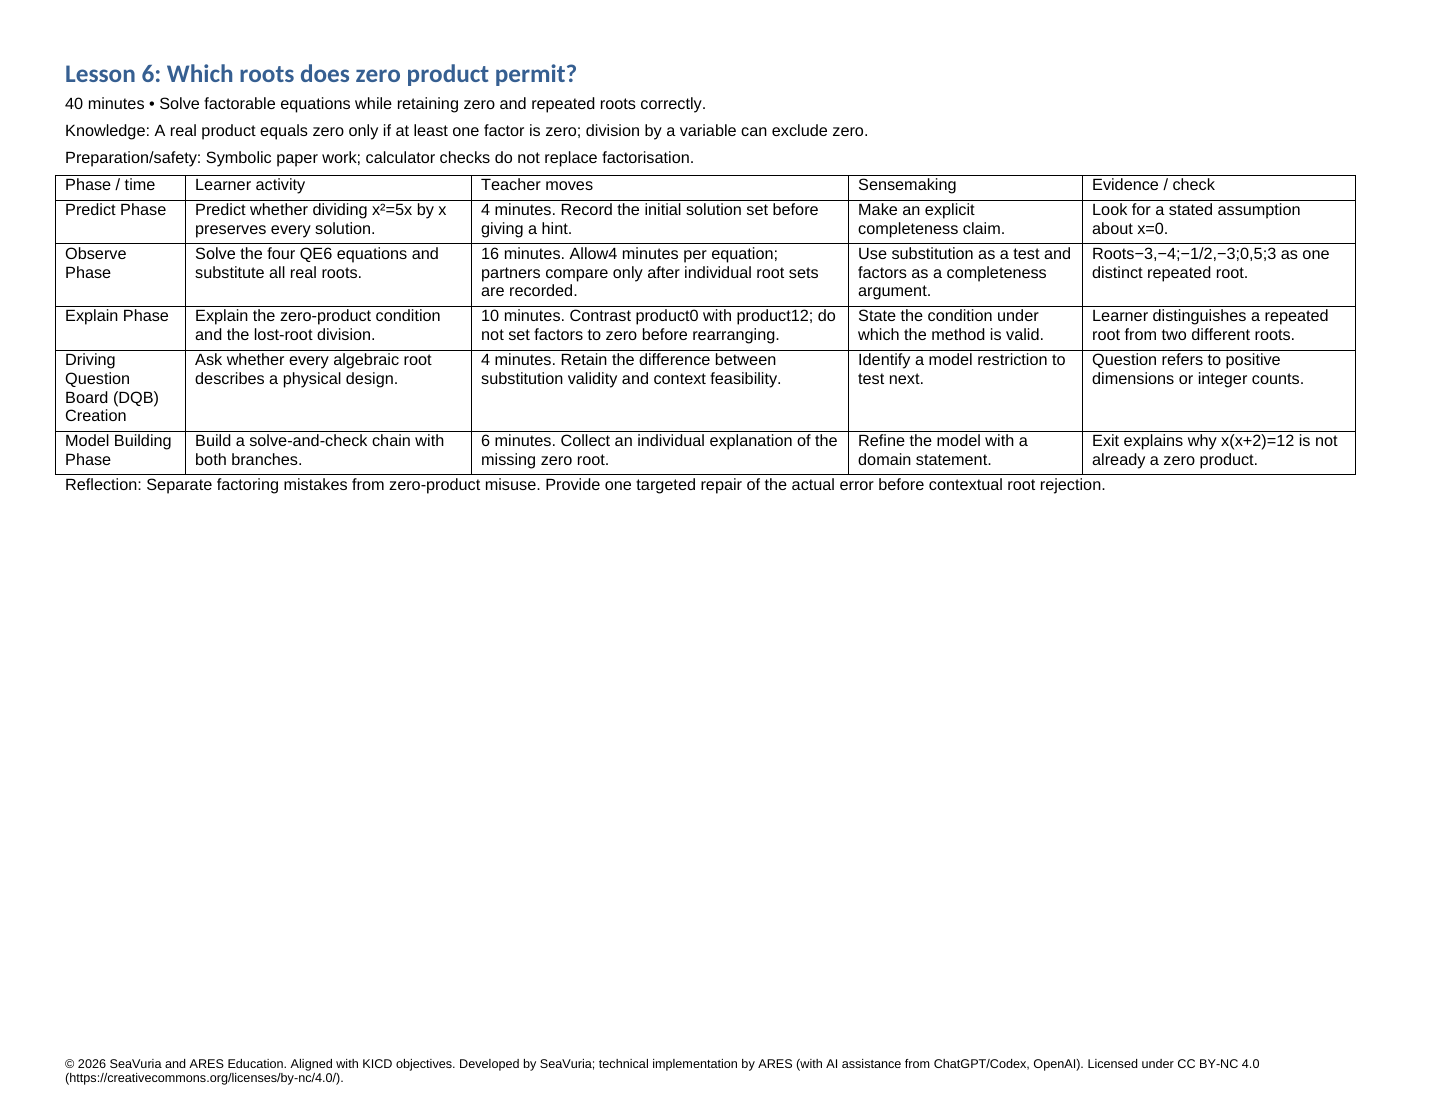 Lesson 6: Which roots does zero product permit?
40 minutes • Solve factorable equations while retaining zero and repeated roots correctly.
Knowledge: A real product equals zero only if at least one factor is zero; division by a variable can exclude zero.
Preparation/safety: Symbolic paper work; calculator checks do not replace factorisation.
Phase / time
Learner activity
Teacher moves
Sensemaking
Evidence / check
Predict Phase
Predict whether dividing x²=5x by x
preserves every solution.
4 minutes. Record the initial solution set before
giving a hint.
Make an explicit
completeness claim.
Look for a stated assumption
about x=0.
Observe
Phase
Solve the four QE6 equations and
substitute all real roots.
16 minutes. Allow4 minutes per equation;
partners compare only after individual root sets
are recorded.
Use substitution as a test and
factors as a completeness
argument.
Roots−3,−4;−1/2,−3;0,5;3 as one
distinct repeated root.
Explain Phase
Explain the zero-product condition
and the lost-root division.
10 minutes. Contrast product0 with product12; do
not set factors to zero before rearranging.
State the condition under
which the method is valid.
Learner distinguishes a repeated
root from two different roots.
Driving
Question
Board (DQB)
Creation
Ask whether every algebraic root
describes a physical design.
4 minutes. Retain the difference between
substitution validity and context feasibility.
Identify a model restriction to
test next.
Question refers to positive
dimensions or integer counts.
Model Building
Phase
Build a solve-and-check chain with
both branches.
6 minutes. Collect an individual explanation of the
missing zero root.
Refine the model with a
domain statement.
Exit explains why x(x+2)=12 is not
already a zero product.
Reflection: Separate factoring mistakes from zero-product misuse. Provide one targeted repair of the actual error before contextual root rejection.
© 2026 SeaVuria and ARES Education. Aligned with KICD objectives. Developed by SeaVuria; technical implementation by ARES (with AI assistance from ChatGPT/Codex, OpenAI). Licensed under CC BY-NC 4.0
(https://creativecommons.org/licenses/by-nc/4.0/).